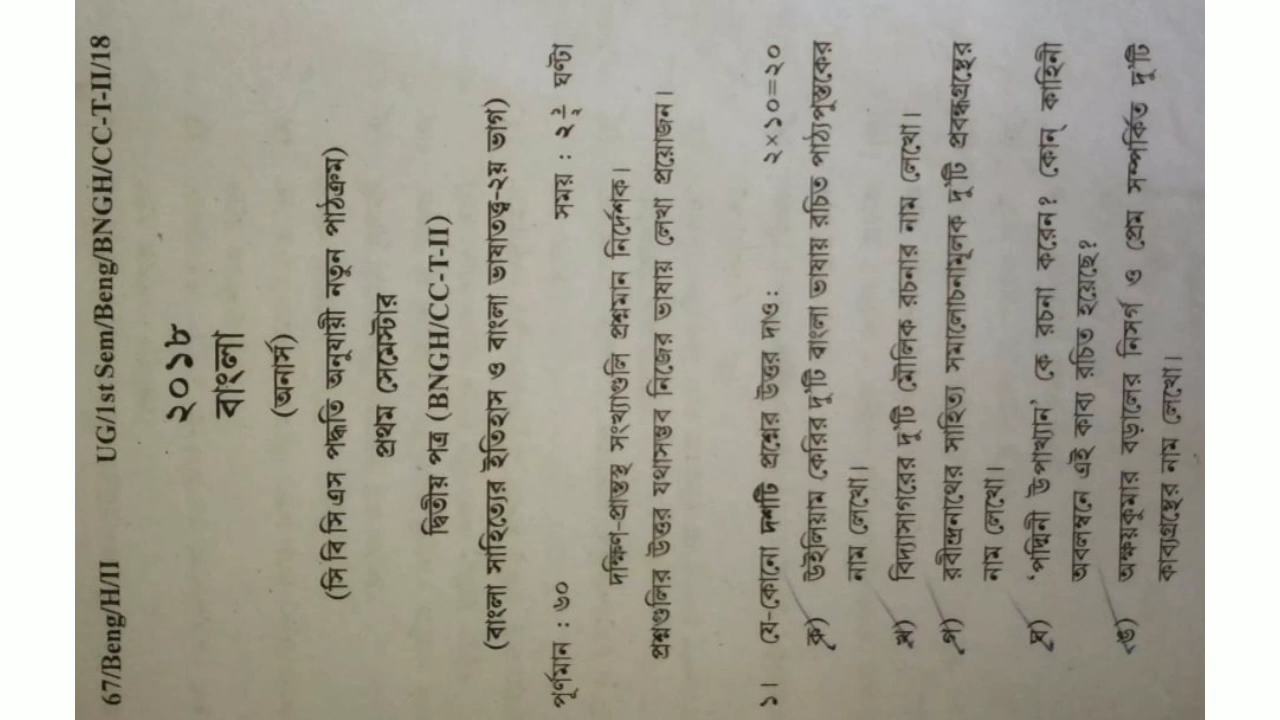 67/Beng/H/II UG/1st Sem/Beng/BNGH/CC-T-II/18
২০১৮
বাংলা
(অনার্স)
(সি বি সি এস পদ্ধতি অনুযায়ী নতুন পাঠক্রম)
প্রথম সেমেস্টার
দ্বিতীয় পত্র (BNGH/CC-T-II)
(বাংলা সাহিত্যের ইতিহাস ও বাংলা ভাষাতত্ত্ব-২য় ভাগ)
পূর্ণমান : ৬০ সময় : ২ ১/২ ঘণ্টা
দক্ষিণ-প্রান্তস্থ সংখ্যাগুলি প্রশ্নমান নির্দেশক।
প্রশ্নগুলির উত্তর যথাসম্ভব নিজের ভাষায় লেখা প্রয়োজন।
১। যে-কোনো দশটি প্রশ্নের উত্তর দাও : ২×১০=২০
ক) উইলিয়াম কেরির দু'টি বাংলা ভাষায় রচিত পাঠ্যপুস্তকের
নাম লেখো।
খ) বিদ্যাসাগরের দু'টি মৌলিক রচনার নাম লেখো।
গ) রবীন্দ্রনাথের সাহিত্য সমালোচনামূলক দু'টি প্রবন্ধগ্রন্থের
নাম লেখো।
ঘ) 'পদ্মিনী উপাখ্যান' কে রচনা করেন? কোন্ কাহিনী
অবলম্বনে এই কাব্য রচিত হয়েছে?
ঙ) অক্ষয়কুমার বড়ালের নিসর্গ ও প্রেম সম্পর্কিত দু'টি
কাব্যগ্রন্থের নাম লেখো।